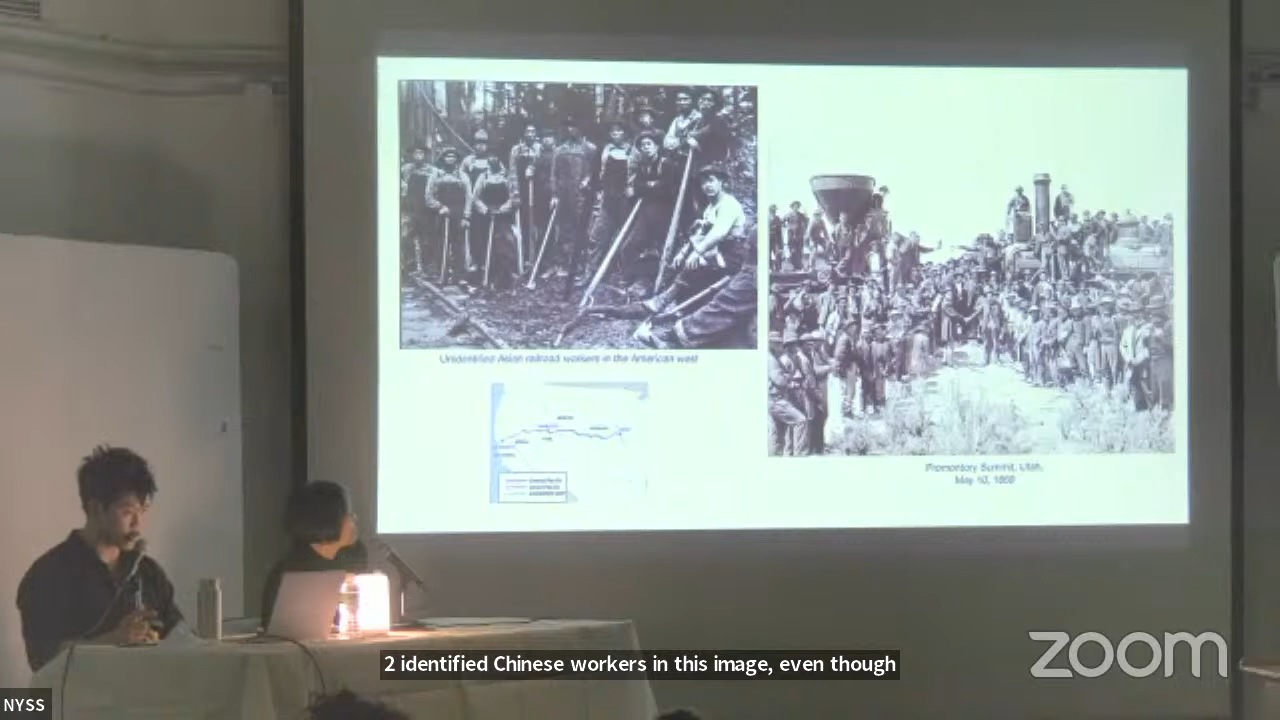 Unidentified Asian railroad workers in the American west
Promontory Summit, Utah,
May 10, 1869
2 identified Chinese workers in this image, even though
zoom
NYSS